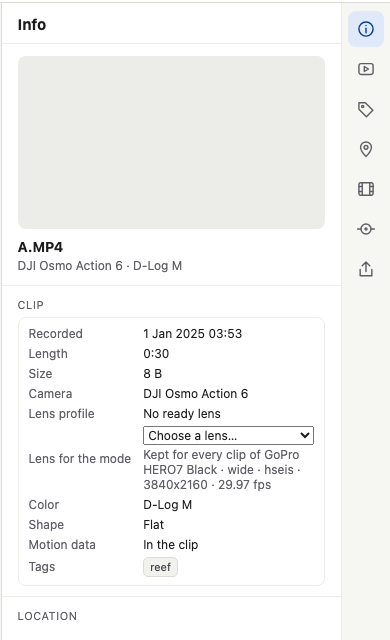 Info
A.MP4
DJI Osmo Action 6 · D-Log M
CLIP
Recorded 1 Jan 2025 03:53
Length 0:30
Size 8 B
Camera DJI Osmo Action 6
Lens profile No ready lens
Choose a lens...
Lens for the mode Kept for every clip of GoPro
HERO7 Black · wide · hseis ·
3840x2160 · 29.97 fps
Color D-Log M
Shape Flat
Motion data In the clip
Tags reef
LOCATION